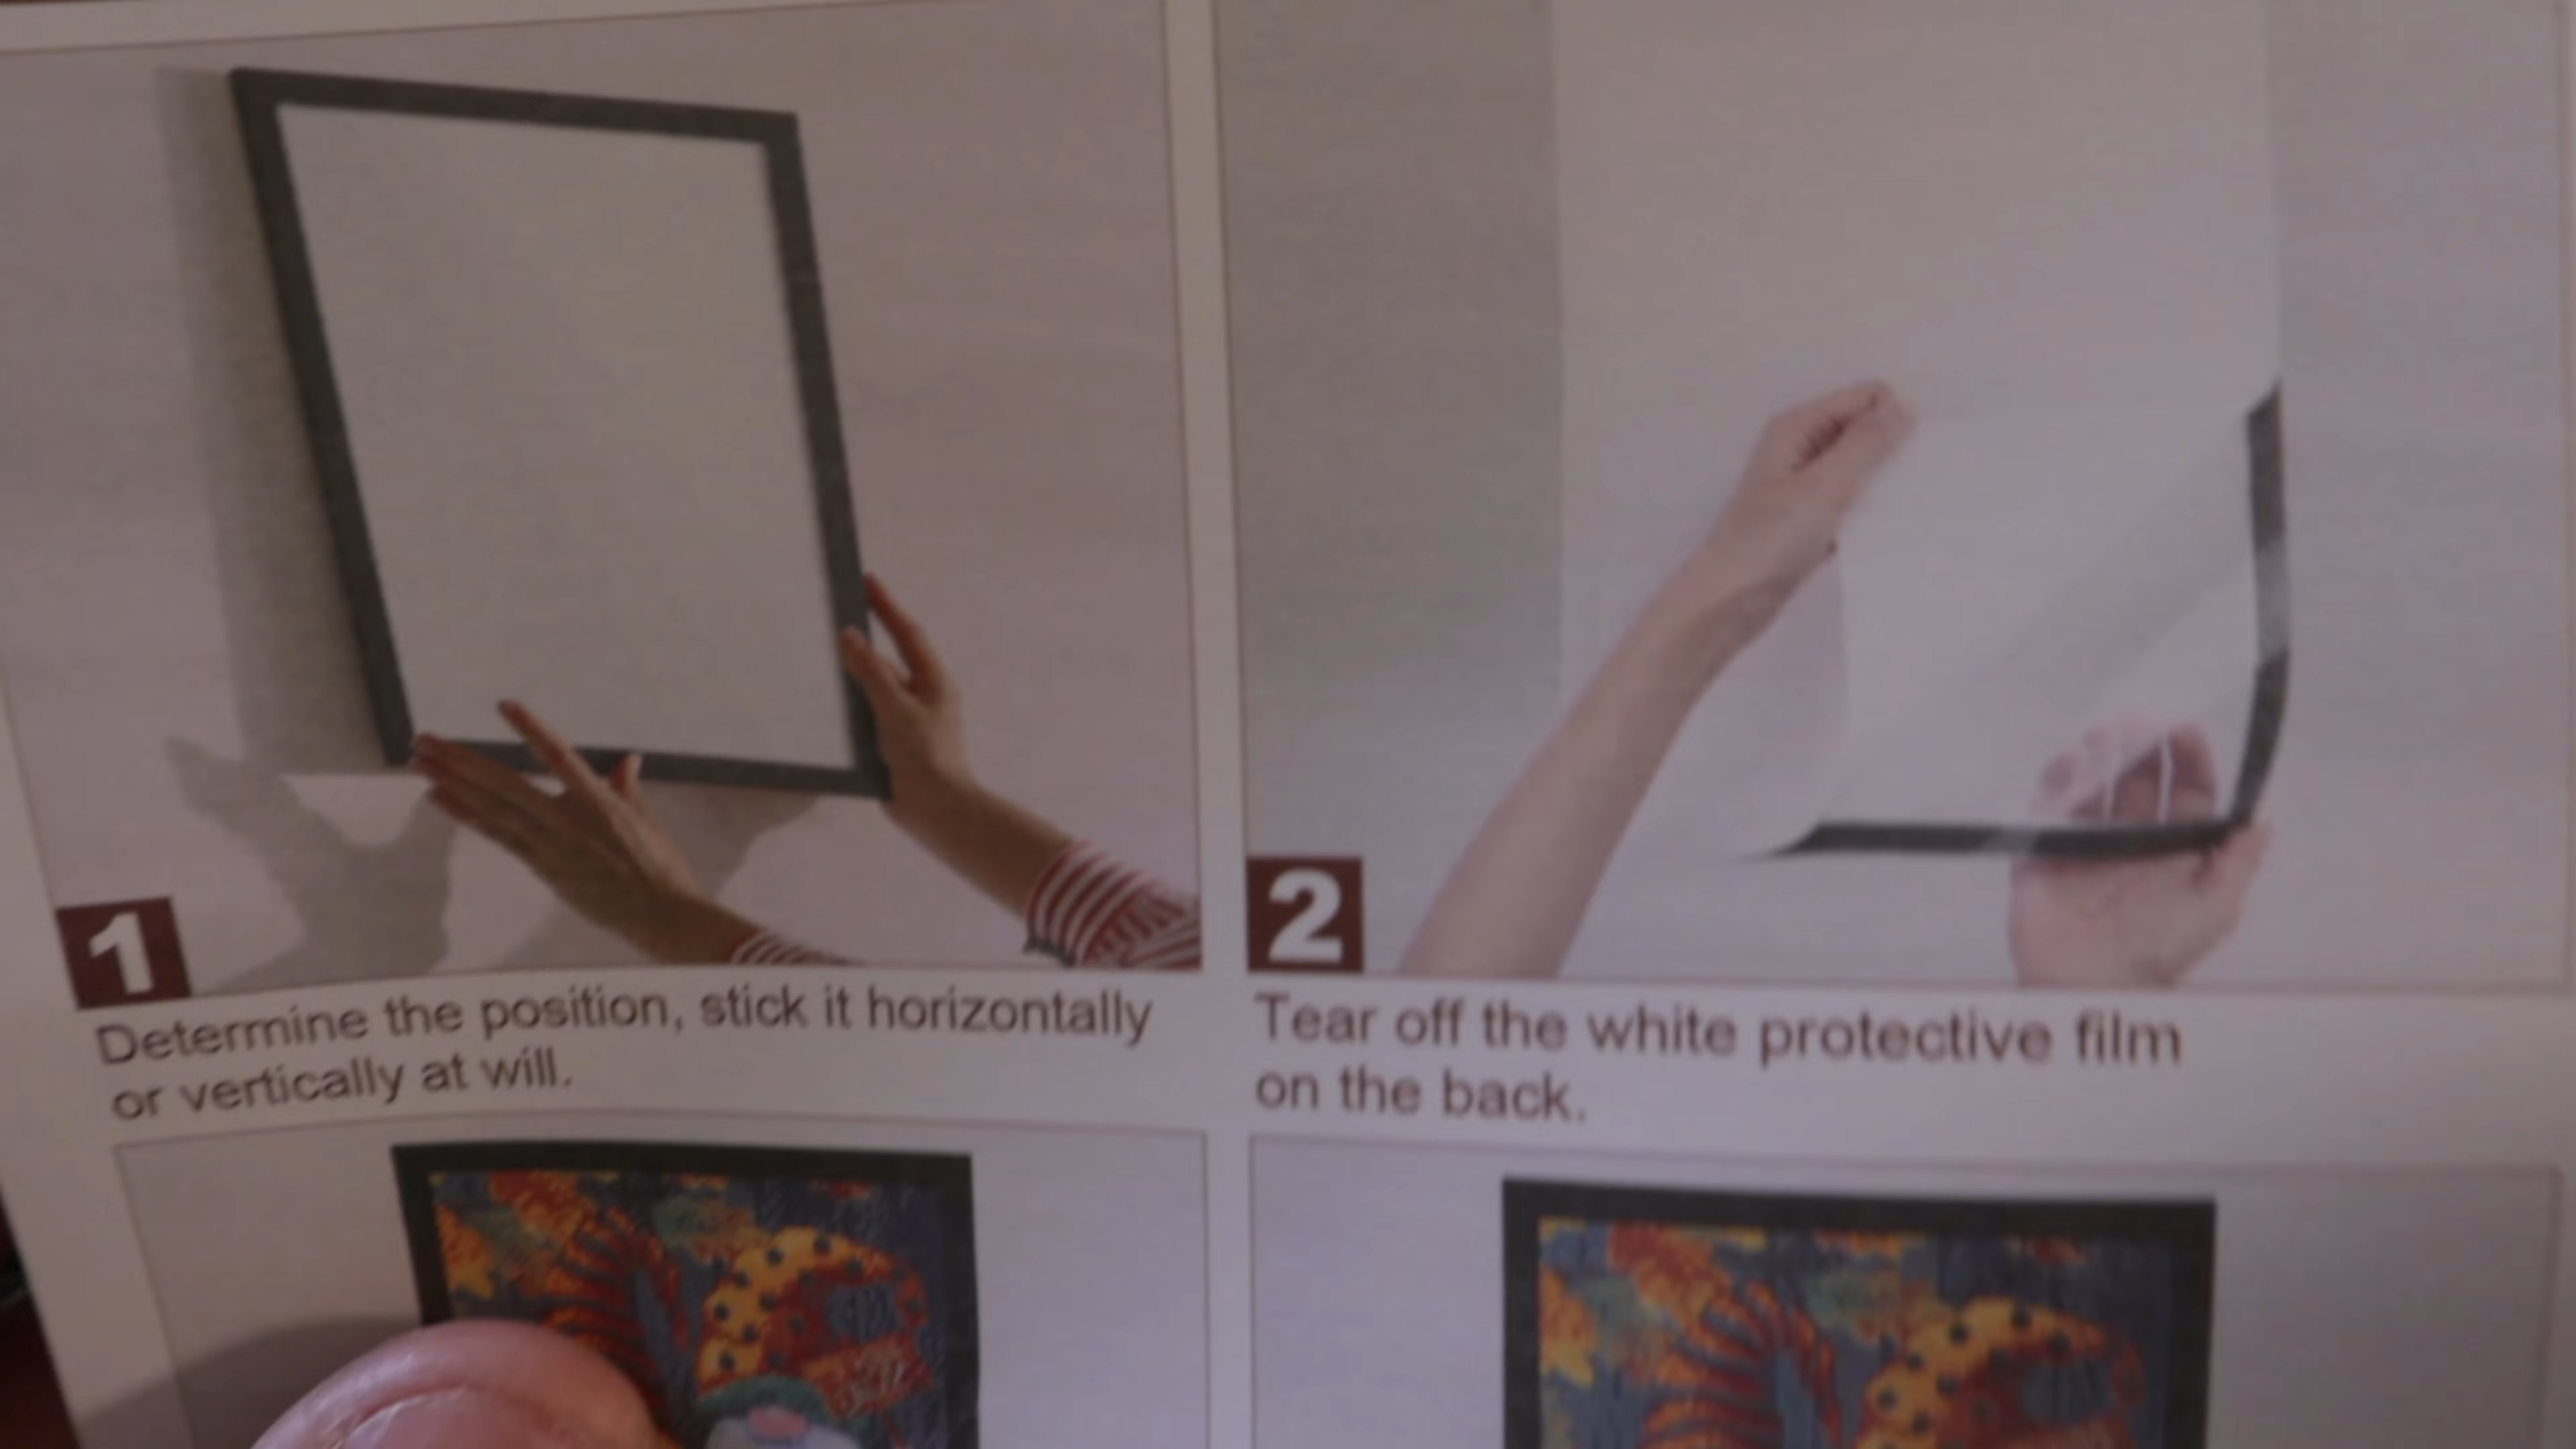 1
Determine the position, stick it horizontally
or vertically at will.
2
Tear off the white protective film
on the back.